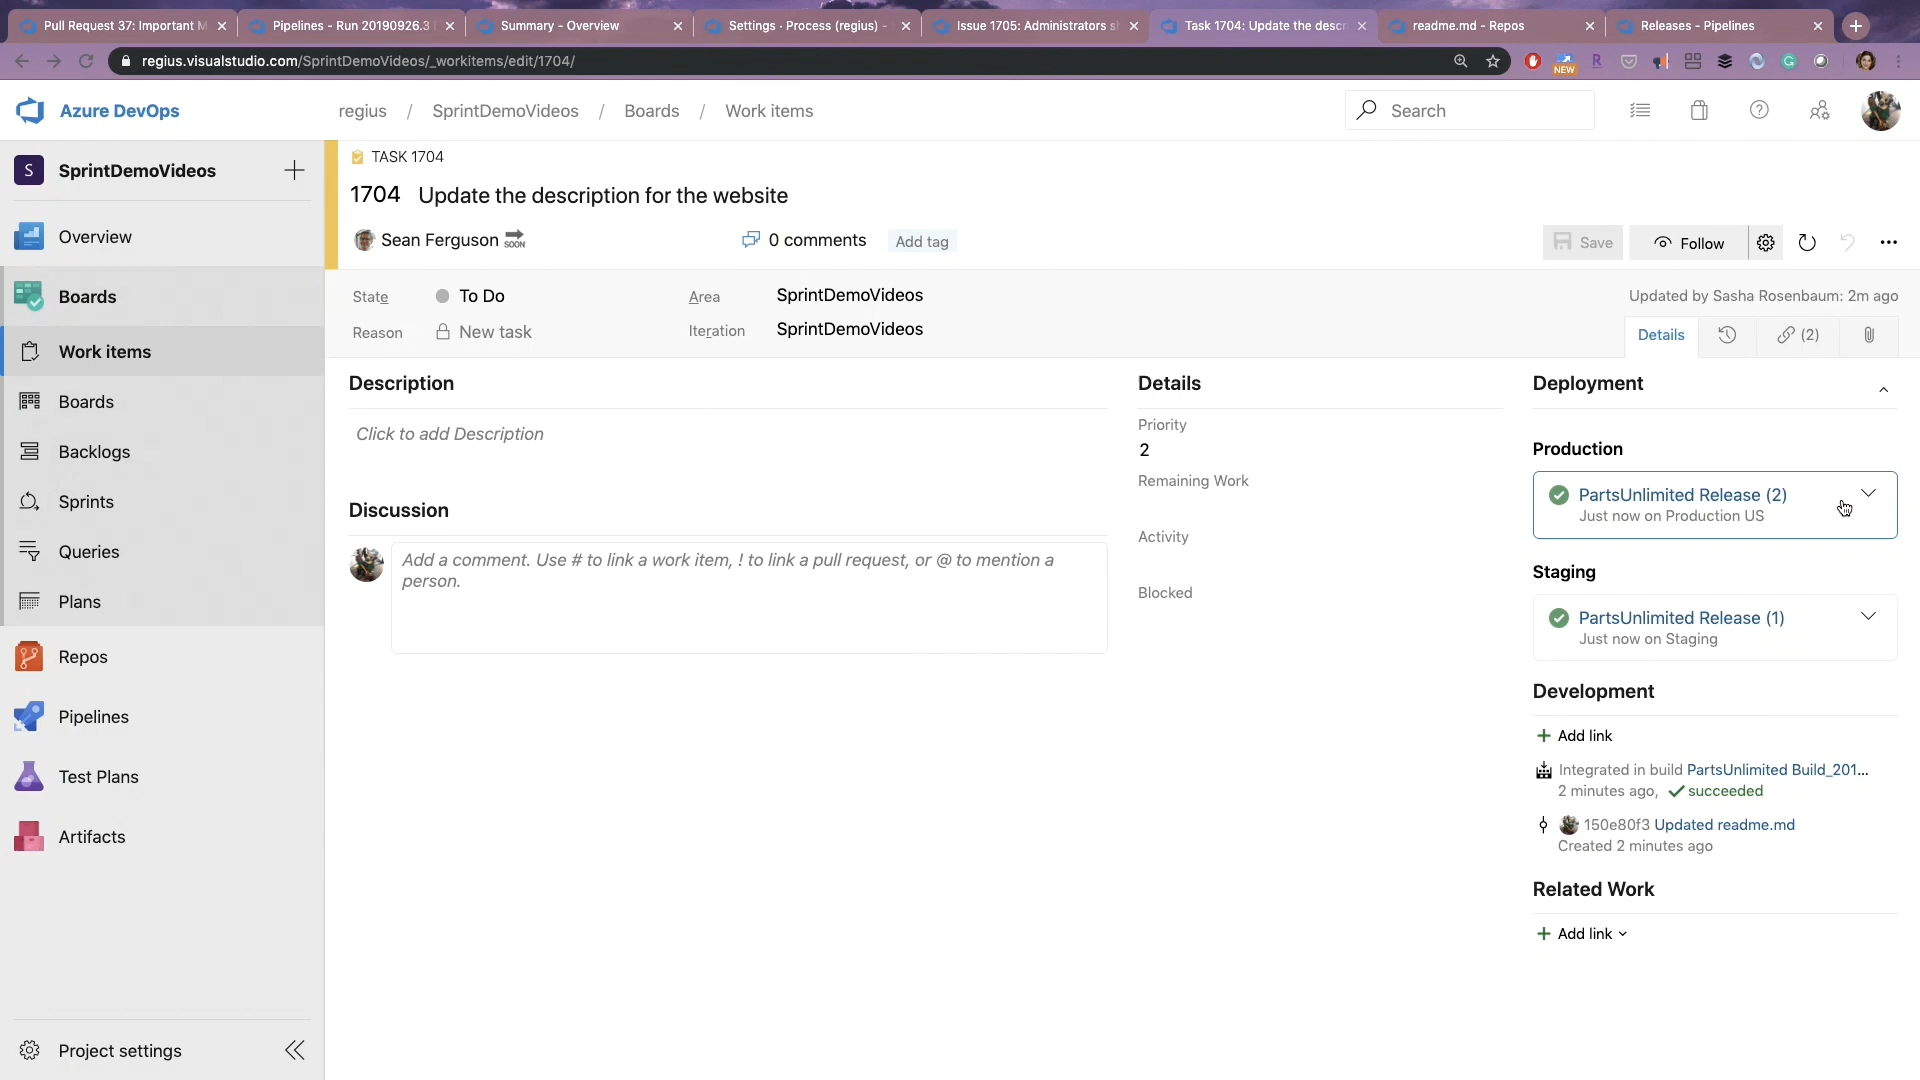 Pull Request 37: Important M
Pipelines - Run 20190926.3
Summary - Overview
Settings · Process (regius) -
Issue 1705: Administrators s
Task 1704: Update the descr
readme.md - Repos
Releases - Pipelines
regius.visualstudio.com/SprintDemoVideos/_workitems/edit/1704/
NEW
Azure DevOps
regius / SprintDemoVideos / Boards / Work items
Search
S SprintDemoVideos
Overview
Boards
Work items
Boards
Backlogs
Sprints
Queries
Plans
Repos
Pipelines
Test Plans
Artifacts
Project settings
TASK 1704
1704 Update the description for the website
Sean Ferguson SOON
0 comments
Add tag
Save
Follow
State To Do
Reason New task
Area SprintDemoVideos
Iteration SprintDemoVideos
Updated by Sasha Rosenbaum: 2m ago
Details
(2)
Description
Click to add Description
Discussion
Add a comment. Use # to link a work item, ! to link a pull request, or @ to mention a
person.
Details
Priority
2
Remaining Work
Activity
Blocked
Deployment
Production
PartsUnlimited Release (2)
Just now on Production US
Staging
PartsUnlimited Release (1)
Just now on Staging
Development
Add link
Integrated in build PartsUnlimited Build_201...
2 minutes ago, succeeded
150e80f3 Updated readme.md
Created 2 minutes ago
Related Work
Add link